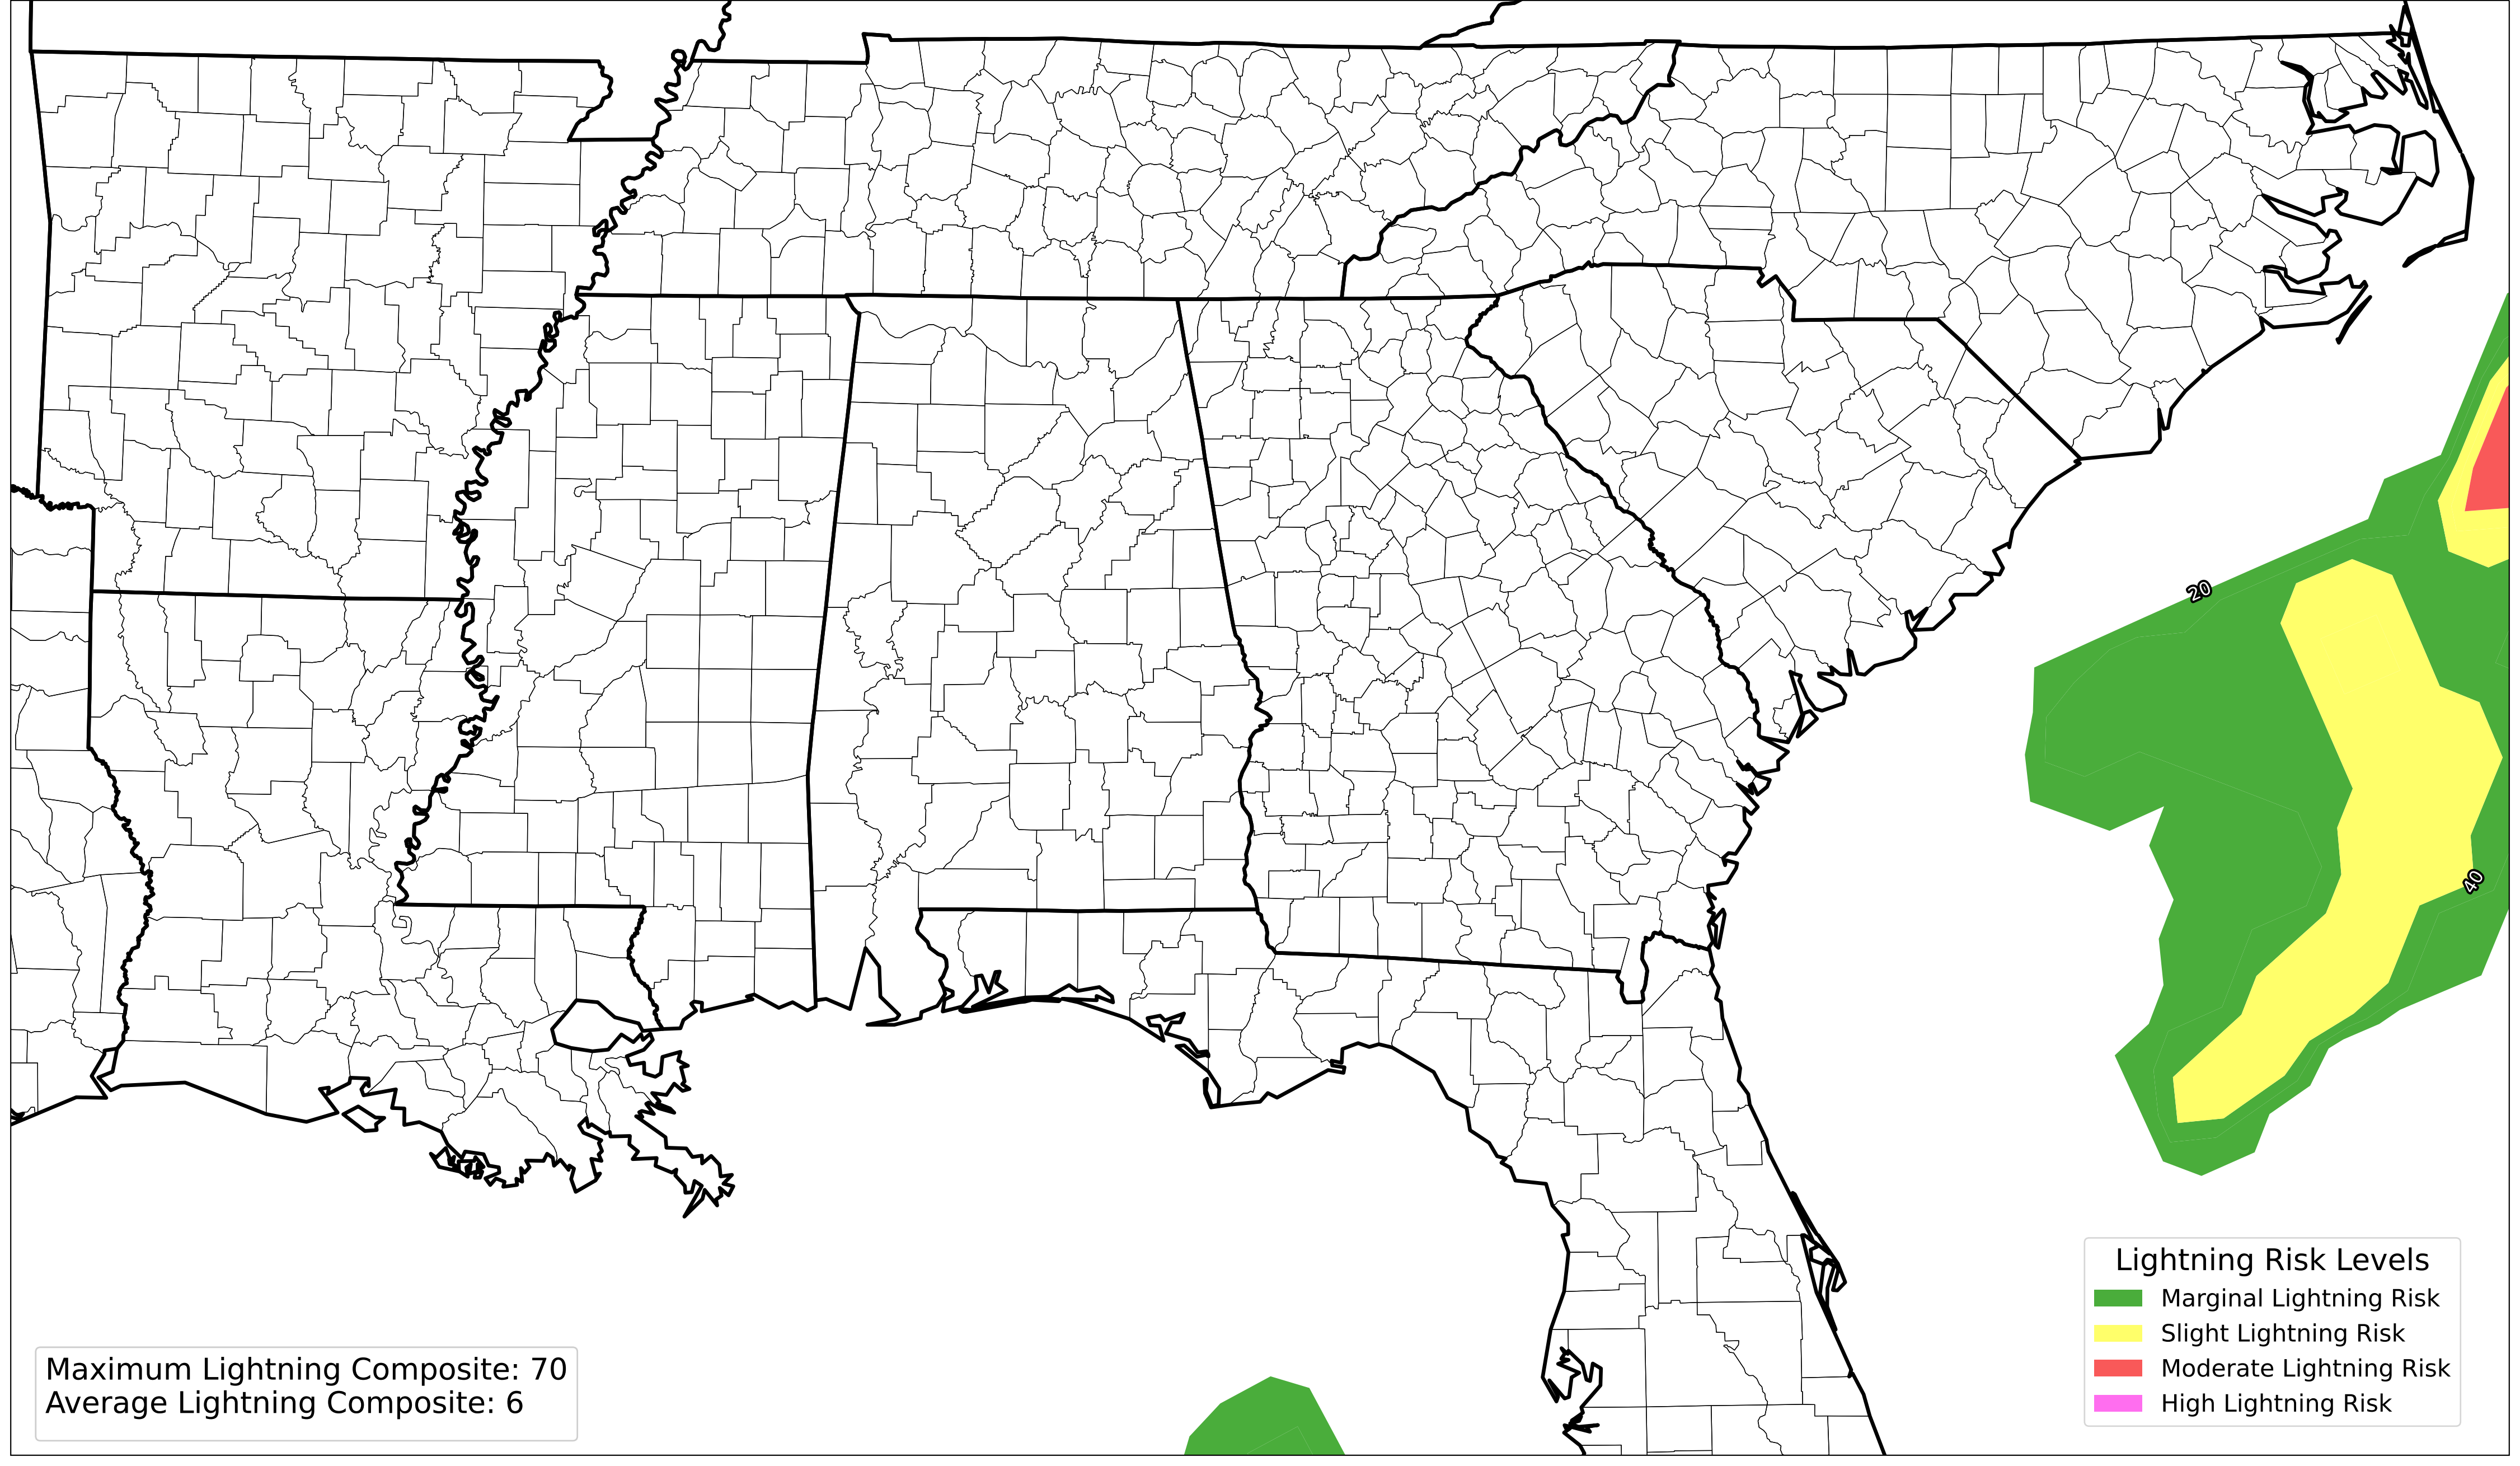 20
40
Lightning Risk Levels
Marginal Lightning Risk
Slight Lightning Risk
Moderate Lightning Risk
High Lightning Risk
Maximum Lightning Composite: 70
Average Lightning Composite: 6